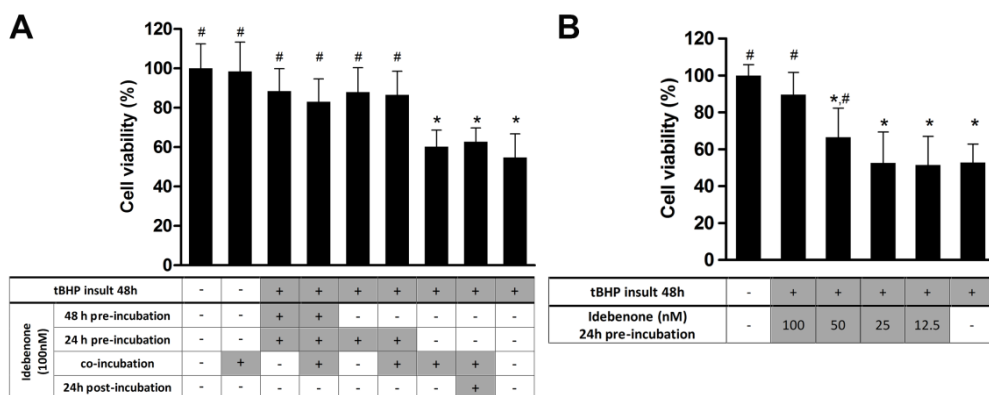 A
Cell viability (%)
120
100
80
60
40
20
0
# # # # # # * * *
tBHP insult 48h - - + + + + + + +
Idebenone (100nM)
48 h pre-incubation - - + + - - - - -
24 h pre-incubation - - + + + + - - -
co-incubation - + - + - + + + -
24h post-incubation - - - - - - - + -
B
Cell viability (%)
120
100
80
60
40
20
0
# # *,# * * *
tBHP insult 48h - + + + + +
Idebenone (nM)
24h pre-incubation - 100 50 25 12.5 -